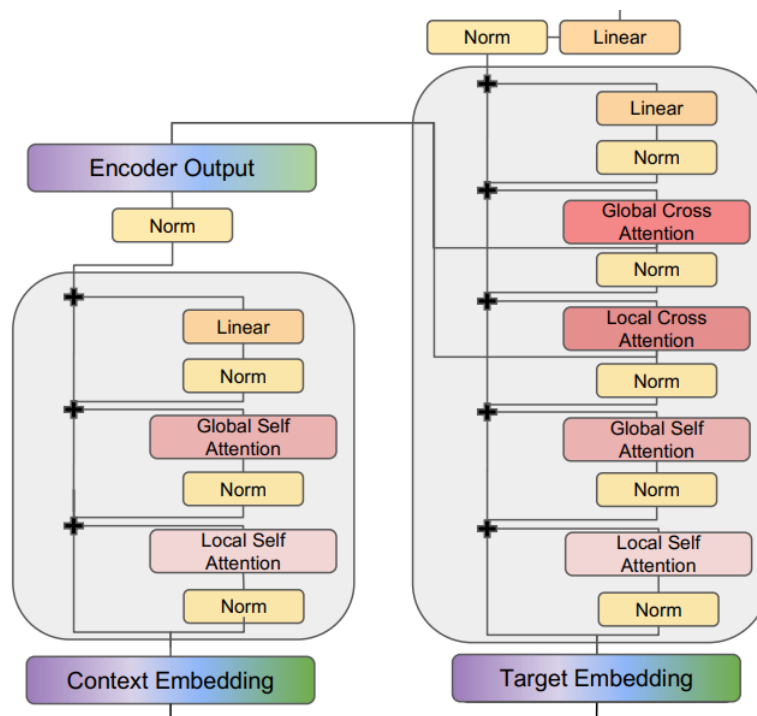 Norm
Linear
Linear
Norm
Global Cross
Attention
Norm
Local Cross
Attention
Norm
Global Self
Attention
Norm
Local Self
Attention
Norm
Target Embedding
Encoder Output
Norm
Linear
Norm
Global Self
Attention
Norm
Local Self
Attention
Norm
Context Embedding